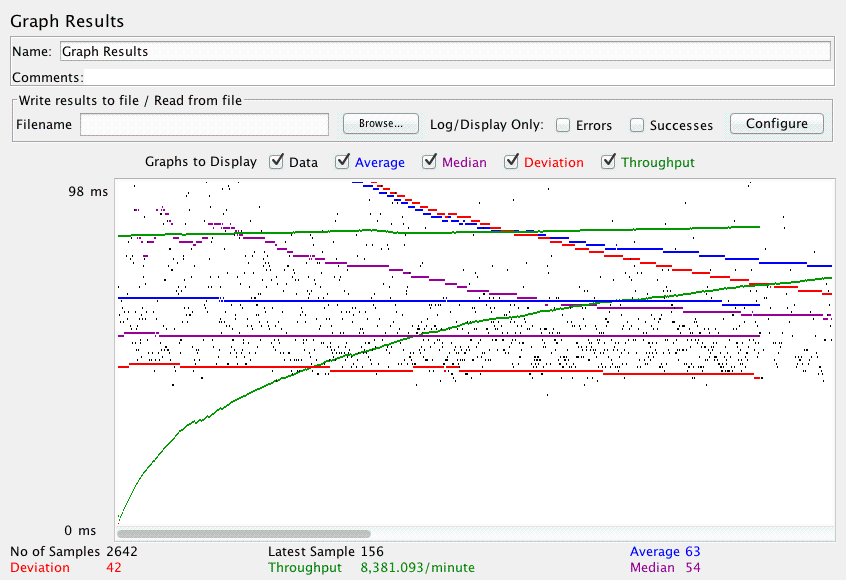 Graph Results
Name: Graph Results
Comments:
Write results to file / Read from file
Filename Browse... Log/Display Only: Errors Successes Configure
Graphs to Display Data Average Median Deviation Throughput
98 ms
0 ms
No of Samples 2642 Latest Sample 156 Average 63
Deviation 42 Throughput 8,381.093/minute Median 54